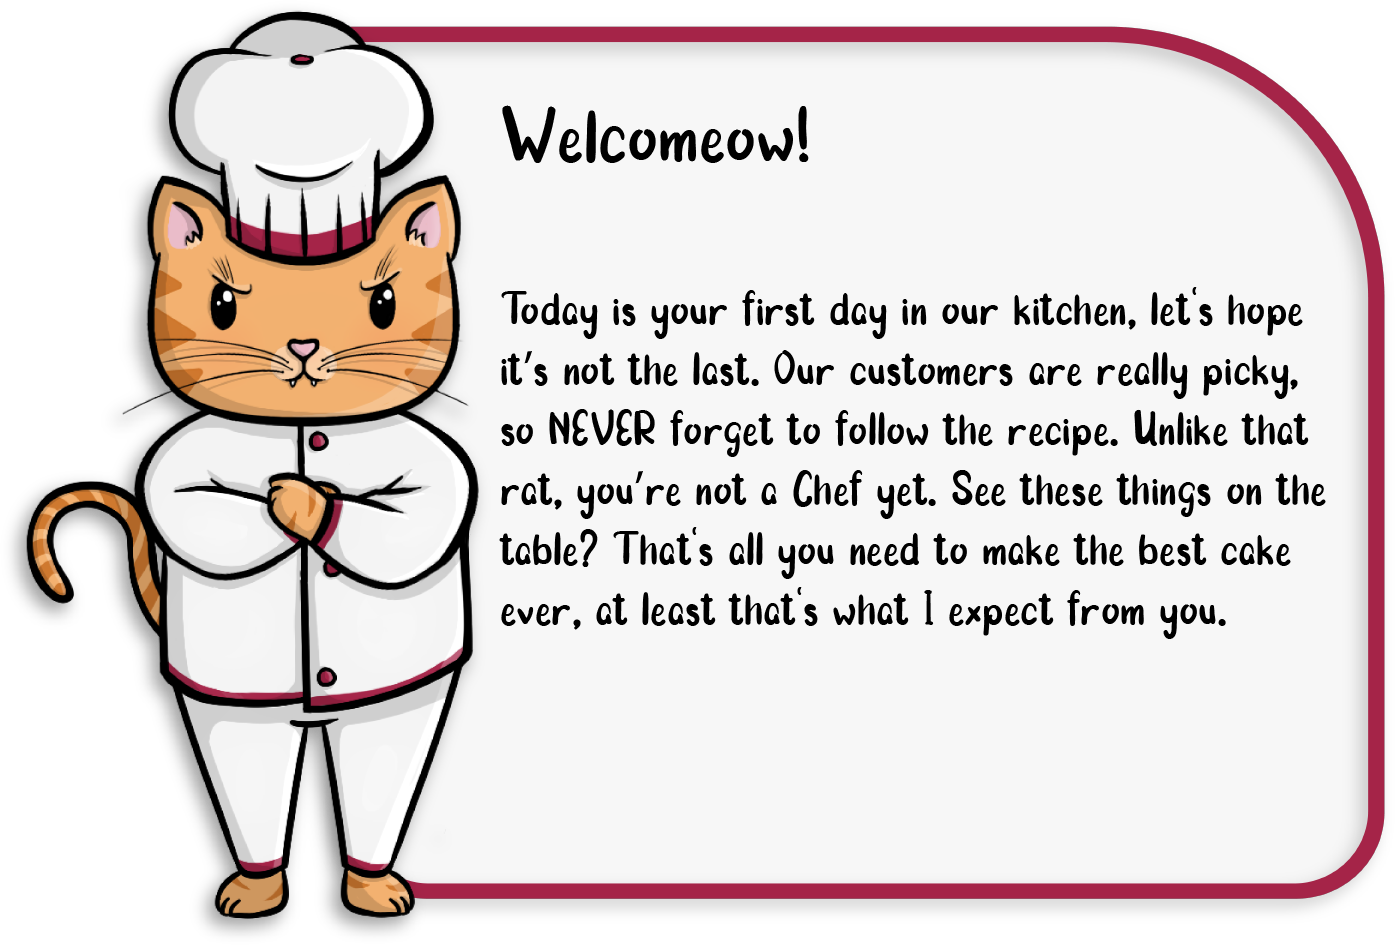 Welcomeow!
Today is your first day in our kitchen, let's hope
it's not the last. Our customers are really picky,
so NEVER forget to follow the recipe. Unlike that
rat, you're not a Chef yet. See these things on the
table? That's all you need to make the best cake
ever, at least that's what I expect from you.